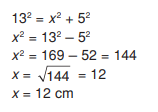 13² = x² + 5²
x² = 13² – 5²
x² = 169 – 52 = 144
x = √144 = 12
x = 12 cm